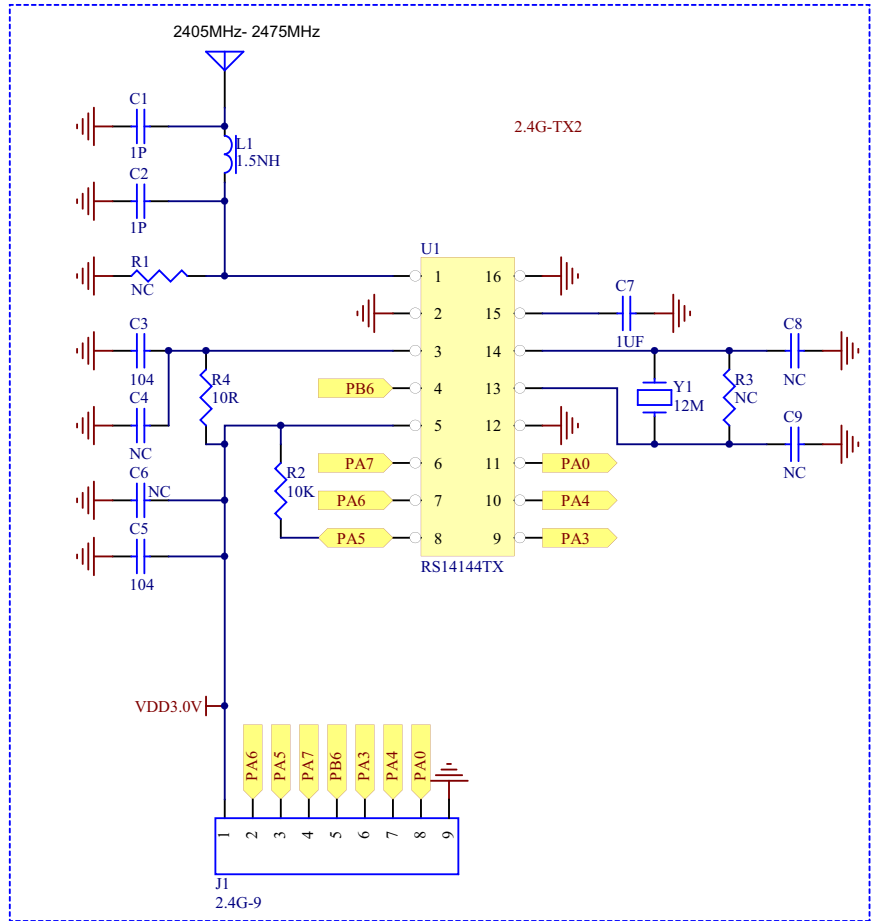 2405MHz- 2475MHz
2.4G-TX2
C1
1P
L1
1.5NH
C2
1P
R1
NC
U1
1
2
3
4
5
6
7
8
16
15
14
13
12
11
10
9
RS14144TX
C3
104
C4
NC
R4
10R
PB6
PA7
PA6
PA5
R2
10K
C6
NC
C5
104
C7
1UF
C8
NC
Y1
12M
R3
NC
C9
NC
PA0
PA4
PA3
VDD3.0V
PA6
PA5
PA7
PB6
PA3
PA4
PA0
1
2
3
4
5
6
7
8
9
J1
2.4G-9